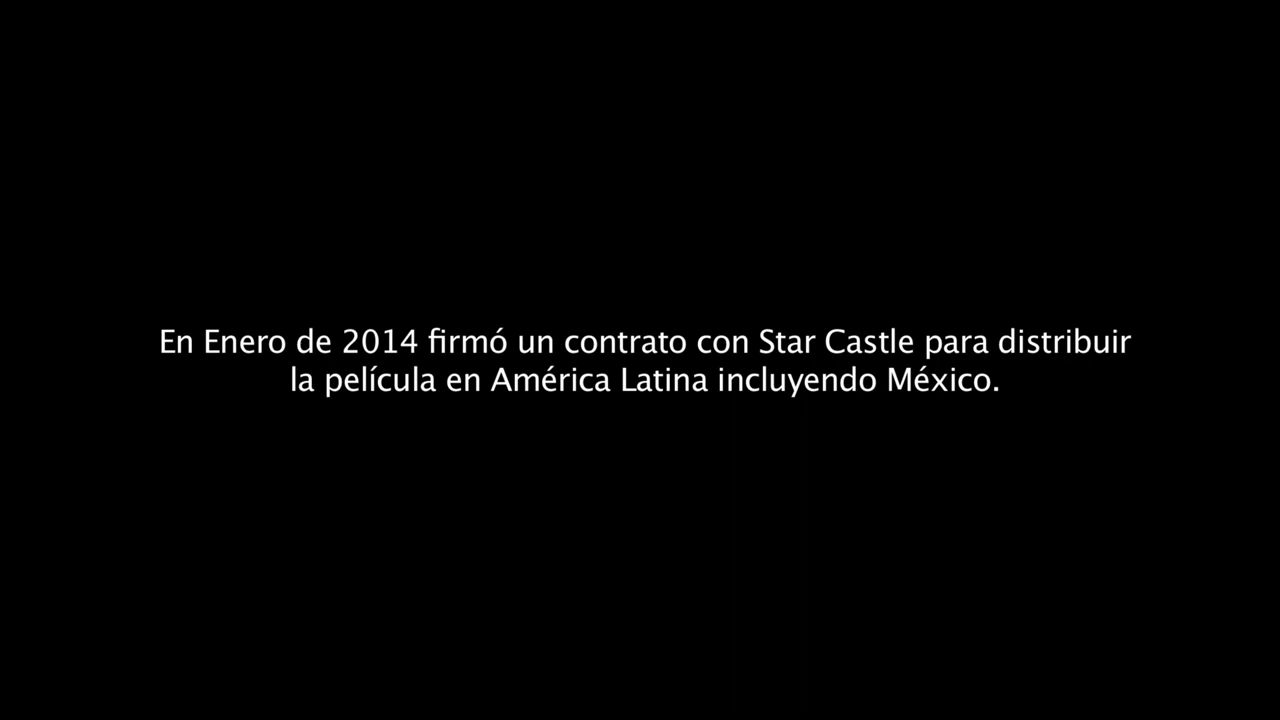 En Enero de 2014 firmó un contrato con Star Castle para distribuir
la película en América Latina incluyendo México.